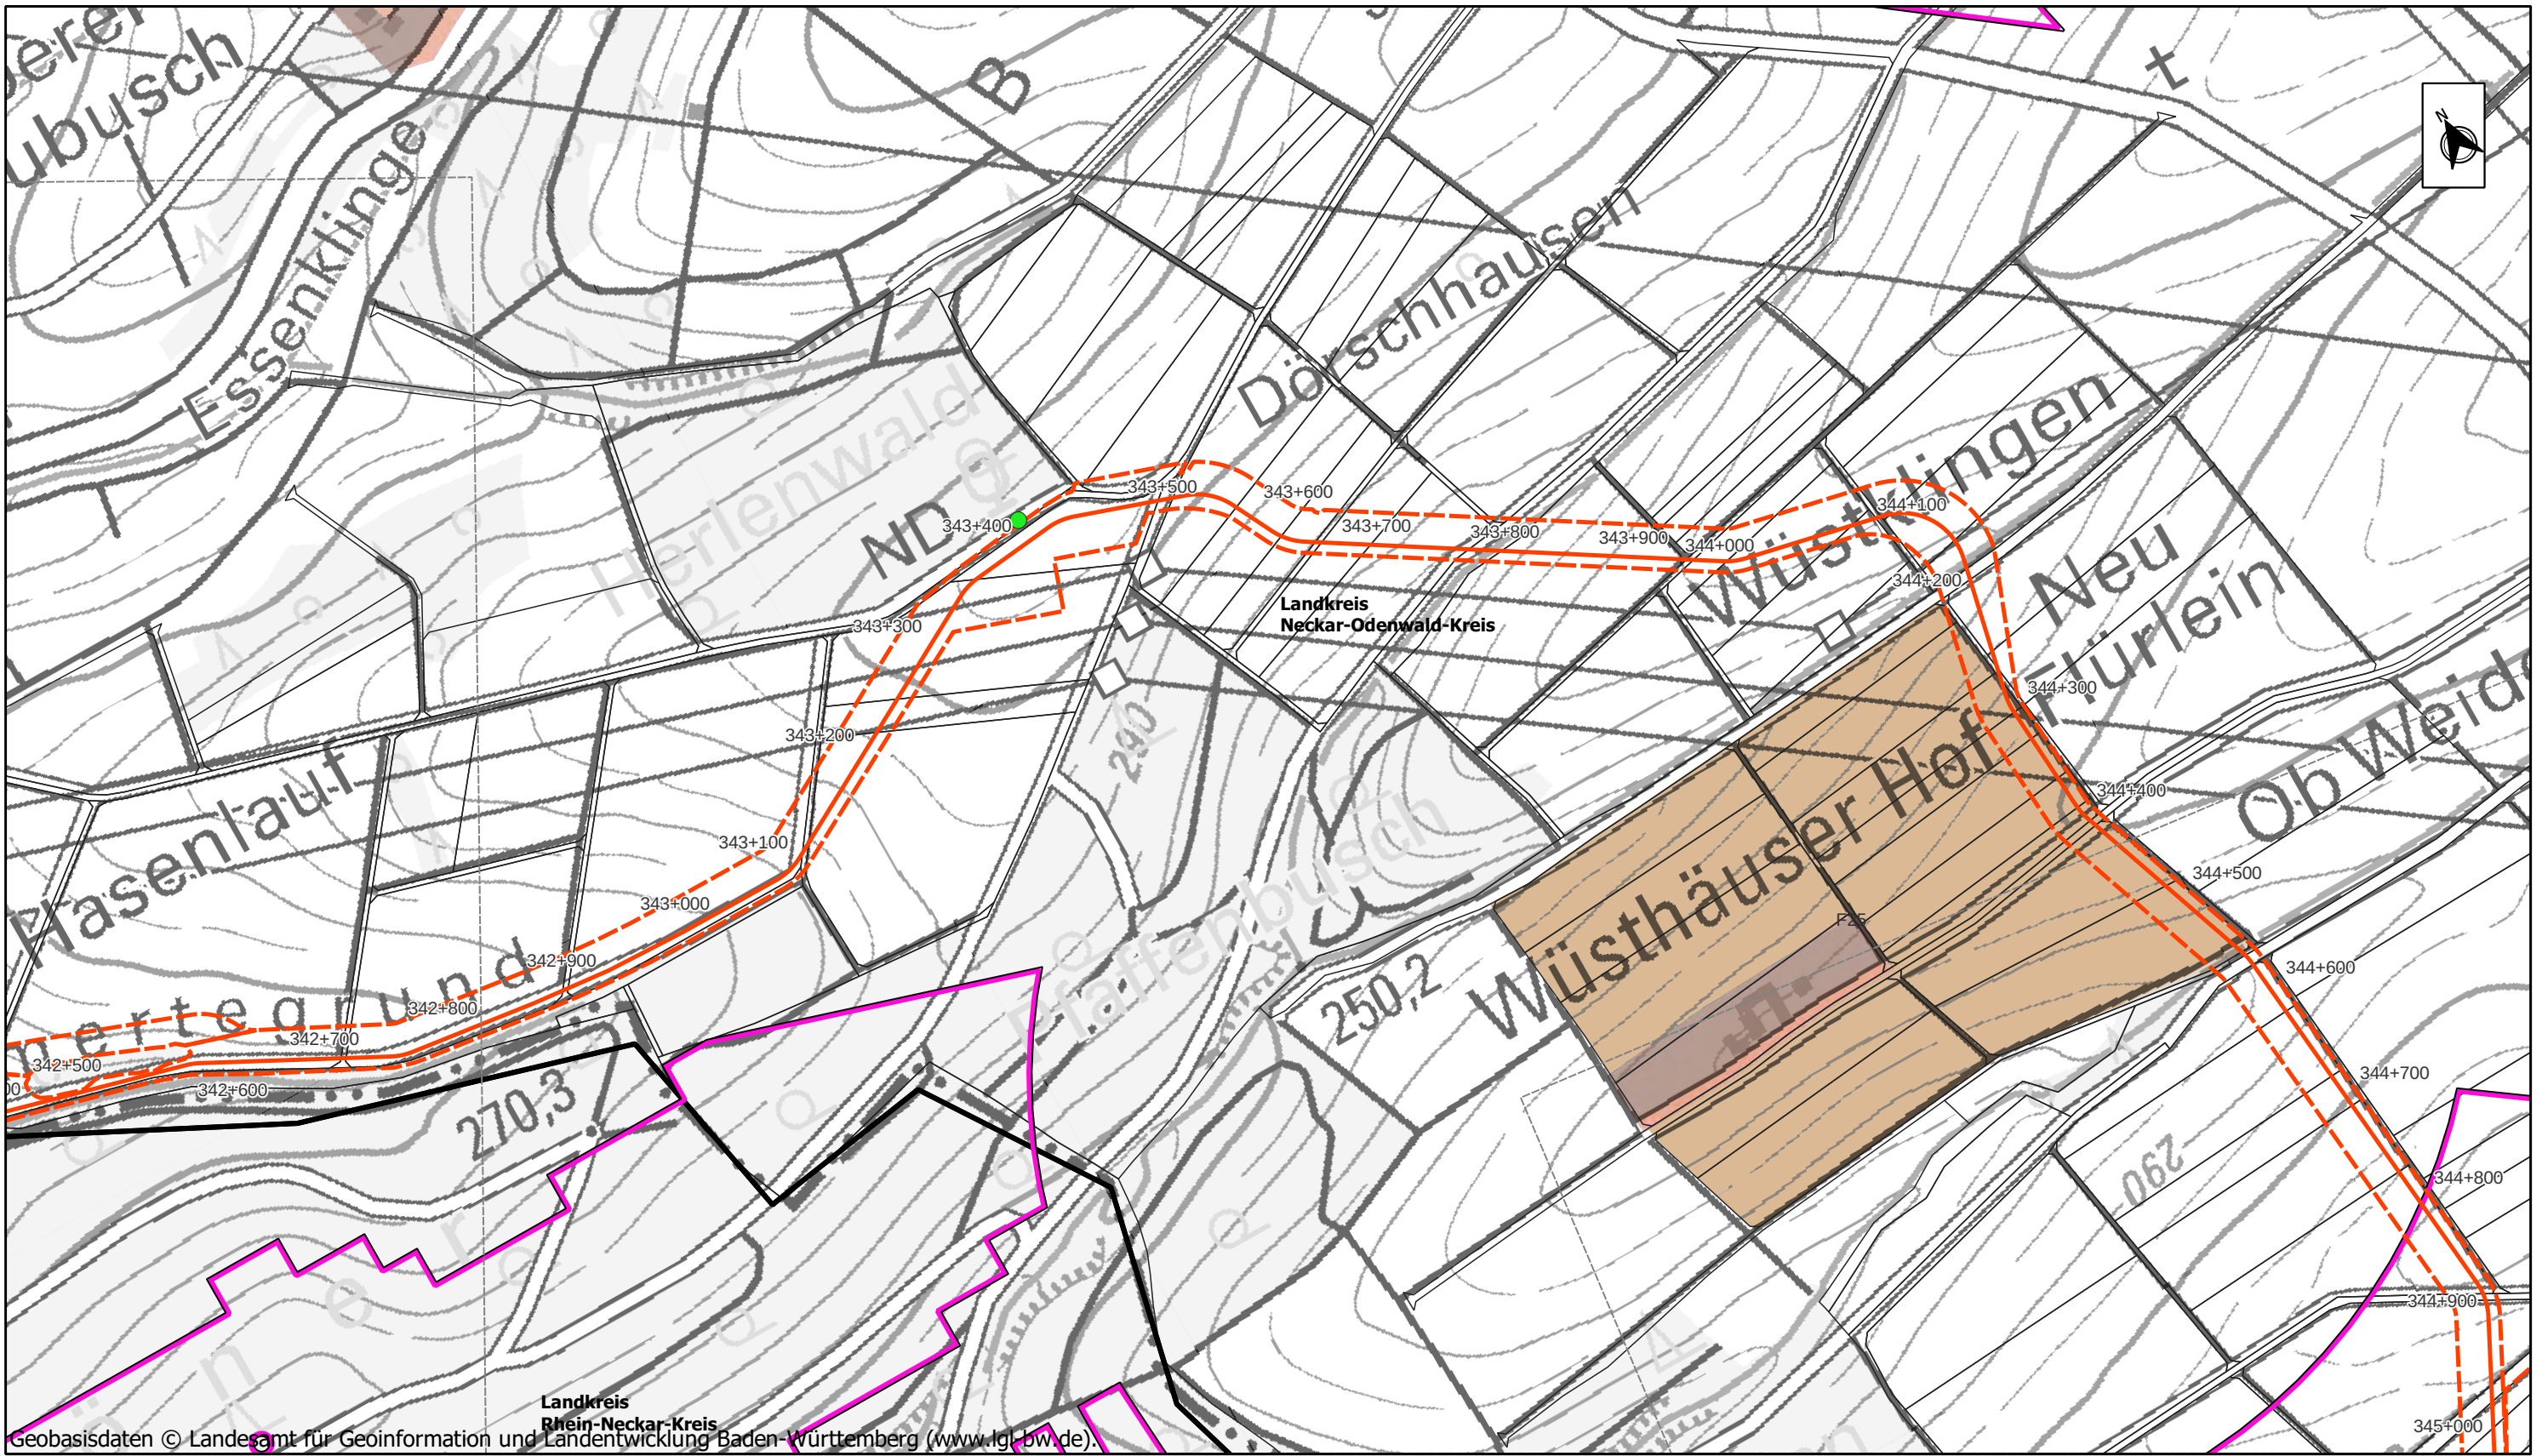 ubusch
B
t
N
Essenklinge
Dörschhausen
Herlenwald
ND
Wüstklingen
Neu
Flürlein
343+400
343+500
343+600
343+700
343+800
343+900
344+000
344+100
344+200
343+300
Landkreis
Neckar-Odenwald-Kreis
344+300
343+200
290
Hasenlauf
Wüsthäuser Hof
344+400
Ob Weide
343+100
Pfaffenbusch
344+500
343+000
F25
342+900
250,2
344+600
342+800
342+700
342+500
342+600
270,3
344+700
290
344+800
344+900
Landkreis
Rhein-Neckar-Kreis
345+000
Geobasisdaten © Landesamt für Geoinformation und Landentwicklung Baden-Württemberg (www.lgl-bw.de).